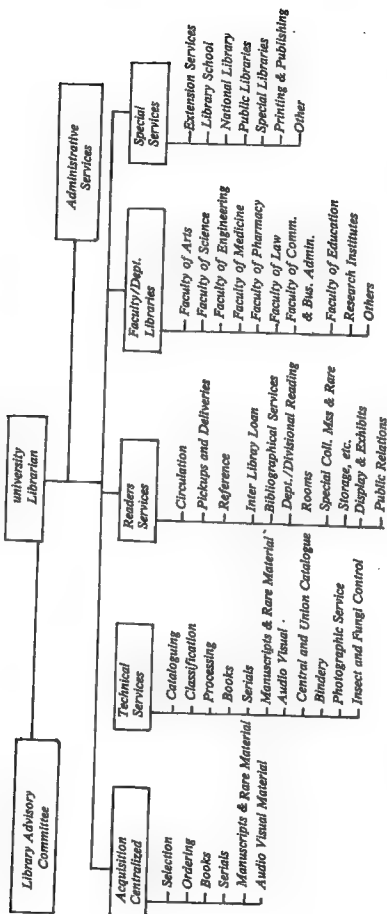 Library Advisory
Committee
university
Librarian
Administrative
Services
Acquisition
Centralized
Selection
Ordering
Books
Serials
Manuscripts & Rare Material
Audio Visual Material
Technical
Services
Cataloguing
Classification
Processing
Books
Serials
Manuscripts & Rare Material
Audio Visual
Central and Union Catalogue
Bindery
Photographic Service
Insect and Fungi Control
Readers
Services
Circulation
Pickups and Deliveries
Reference
Inter Library Loan
Bibliographical Services
Dept./Divisional Reading
Rooms
Special Coll. Mss & Rare
Storage, etc.
Display & Exhibits
Public Relations
Faculty/Dept.
Libraries
Faculty of Arts
Faculty of Science
Faculty of Engineering
Faculty of Medicine
Faculty of Pharmacy
Faculty of Law
Faculty of Comm.
& Bus. Admin.
Faculty of Education
Research Institutes
Others
Special
Services
Extension Services
Library School
National Library
Public Libraries
Special Libraries
Printing & Publishing
Other